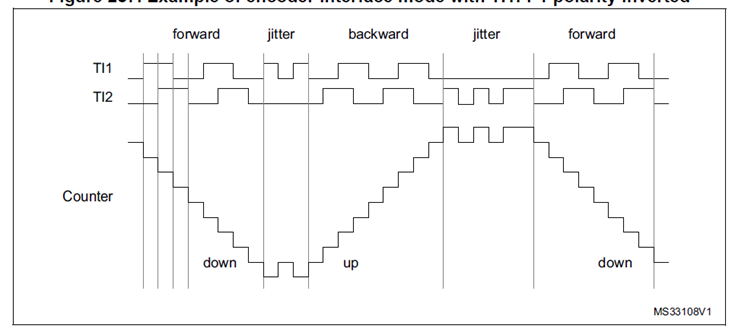 Figure 287. Example of encoder interface mode with TI1FP1 polarity inverted
forward jitter backward jitter forward
TI1
TI2
Counter
down up down
MS33108V1